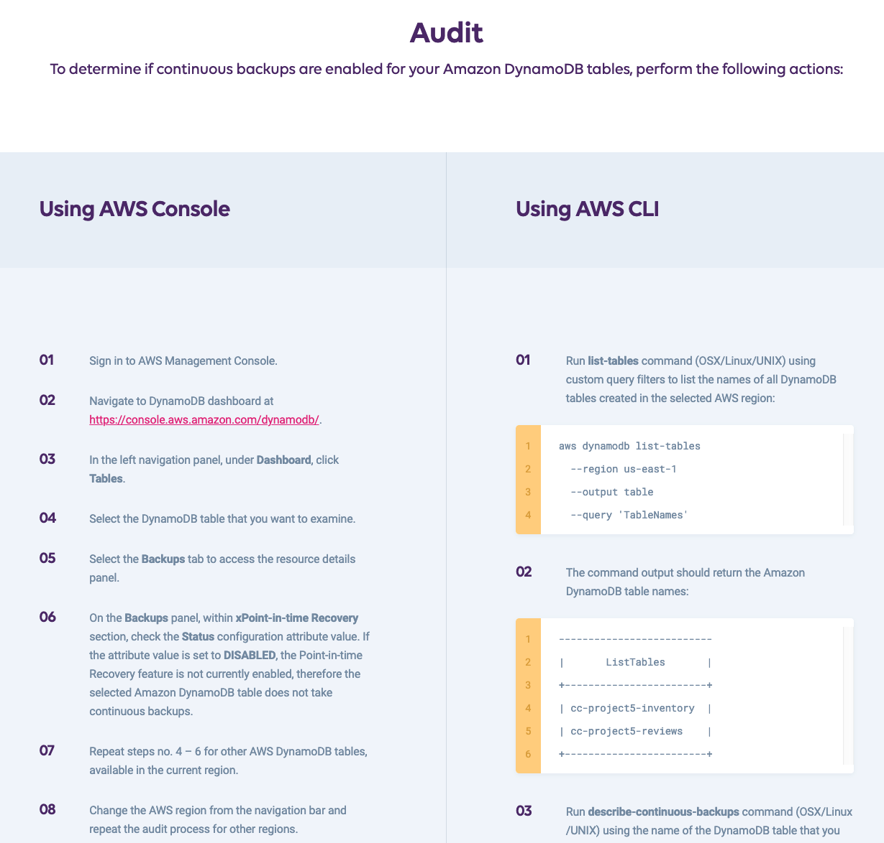 Audit
To determine if continuous backups are enabled for your Amazon DynamoDB tables, perform the following actions:
Using AWS Console
01
Sign in to AWS Management Console.
02
Navigate to DynamoDB dashboard at
https://console.aws.amazon.com/dynamodb/.
03
In the left navigation panel, under Dashboard, click
Tables.
04
Select the DynamoDB table that you want to examine.
05
Select the Backups tab to access the resource details
panel.
06
On the Backups panel, within xPoint-in-time Recovery
section, check the Status configuration attribute value. If
the attribute value is set to DISABLED, the Point-in-time
Recovery feature is not currently enabled, therefore the
selected Amazon DynamoDB table does not take
continuous backups.
07
Repeat steps no. 4 – 6 for other AWS DynamoDB tables,
available in the current region.
08
Change the AWS region from the navigation bar and
repeat the audit process for other regions.
Using AWS CLI
01
Run list-tables command (OSX/Linux/UNIX) using
custom query filters to list the names of all DynamoDB
tables created in the selected AWS region:
1 aws dynamodb list-tables
2   --region us-east-1
3   --output table
4   --query 'TableNames'
02
The command output should return the Amazon
DynamoDB table names:
1 --------------------------
2 |       ListTables       |
3 +------------------------+
4 | cc-project5-inventory  |
5 | cc-project5-reviews    |
6 +------------------------+
03
Run describe-continuous-backups command (OSX/Linux
/UNIX) using the name of the DynamoDB table that you